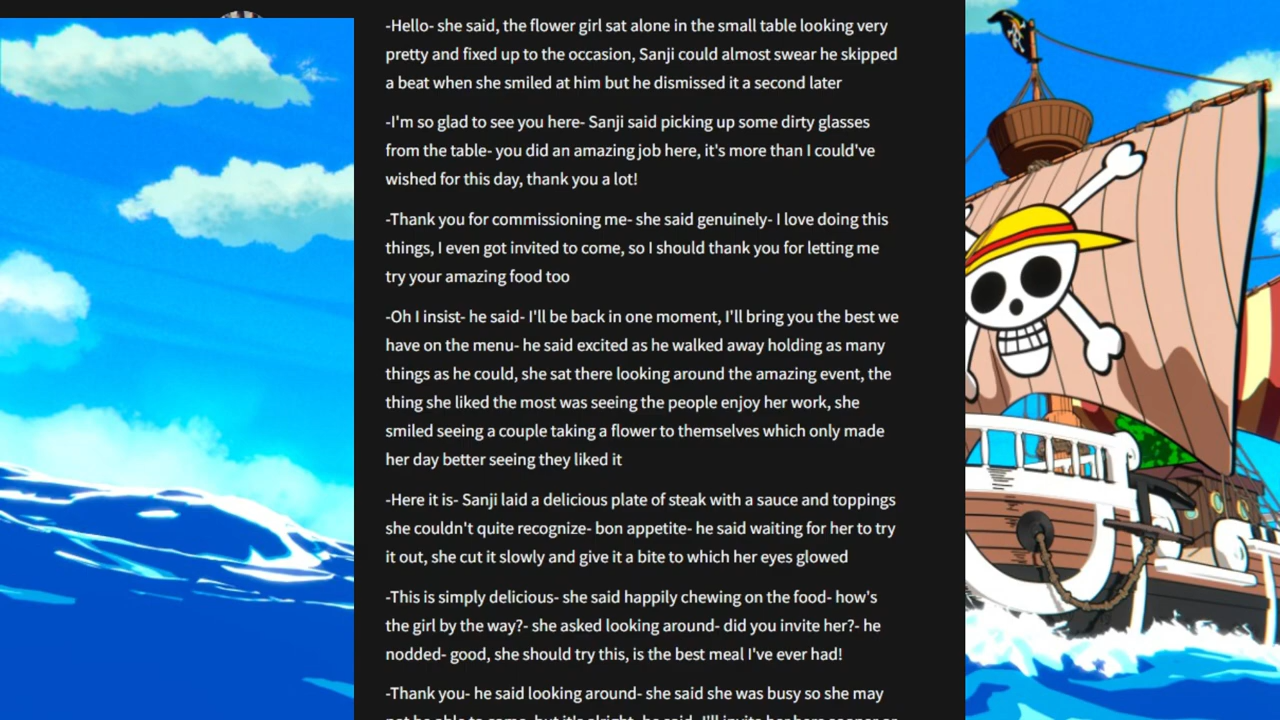 -Hello- she said, the flower girl sat alone in the small table looking very
pretty and fixed up to the occasion, Sanji could almost swear he skipped
a beat when she smiled at him but he dismissed it a second later
-I'm so glad to see you here- Sanji said picking up some dirty glasses
from the table- you did an amazing job here, it's more than I could've
wished for this day, thank you a lot!
-Thank you for commissioning me- she said genuinely- I love doing this
things, I even got invited to come, so I should thank you for letting me
try your amazing food too
-Oh I insist- he said- I'll be back in one moment, I'll bring you the best we
have on the menu- he said excited as he walked away holding as many
things as he could, she sat there looking around the amazing event, the
thing she liked the most was seeing the people enjoy her work, she
smiled seeing a couple taking a flower to themselves which only made
her day better seeing they liked it
-Here it is- Sanji laid a delicious plate of steak with a sauce and toppings
she couldn't quite recognize- bon appetite- he said waiting for her to try
it out, she cut it slowly and give it a bite to which her eyes glowed
-This is simply delicious- she said happily chewing on the food- how's
the girl by the way?- she asked looking around- did you invite her?- he
nodded- good, she should try this, is the best meal I've ever had!
-Thank you- he said looking around- she said she was busy so she may